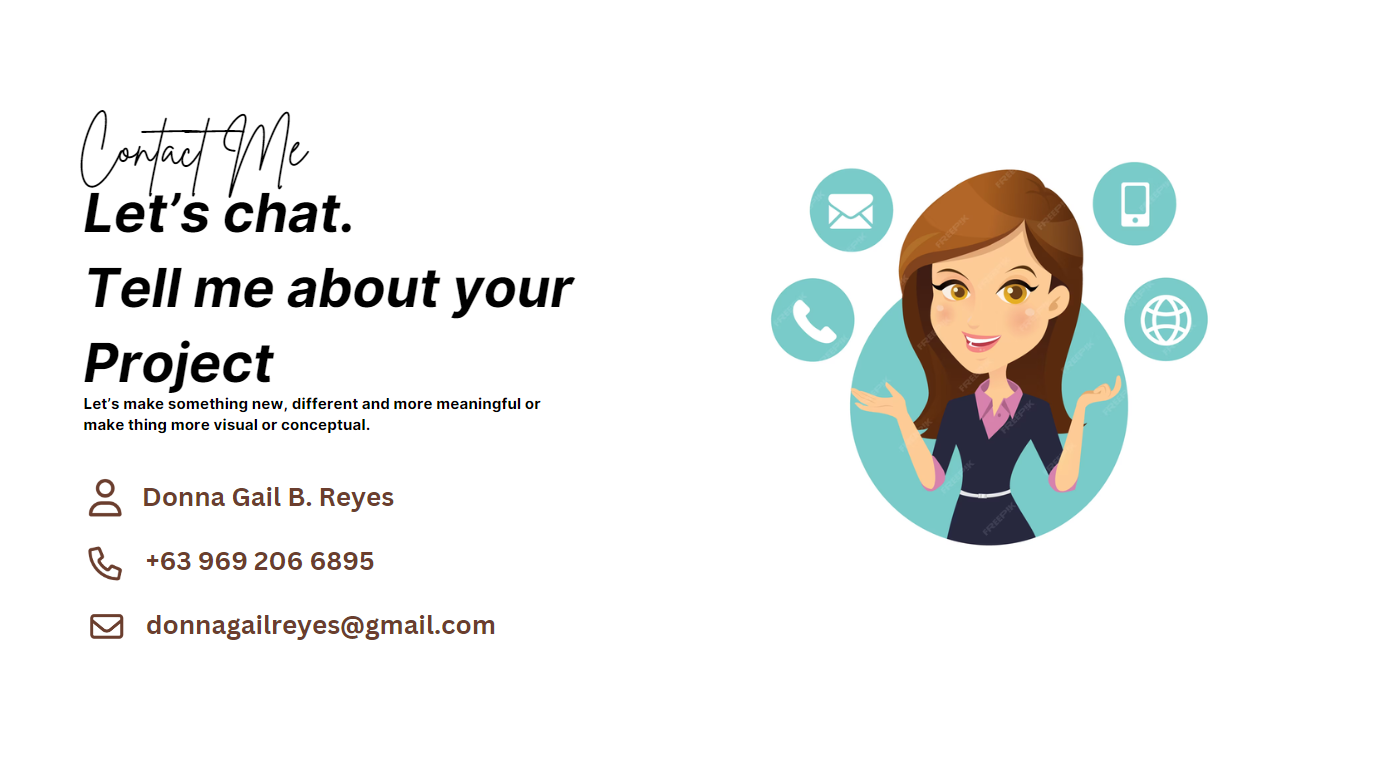 Contact Me
Let’s chat.
Tell me about your
Project
Let’s make something new, different and more meaningful or
make thing more visual or conceptual.
Donna Gail B. Reyes
+63 969 206 6895
donnagailreyes@gmail.com
FREEPIK